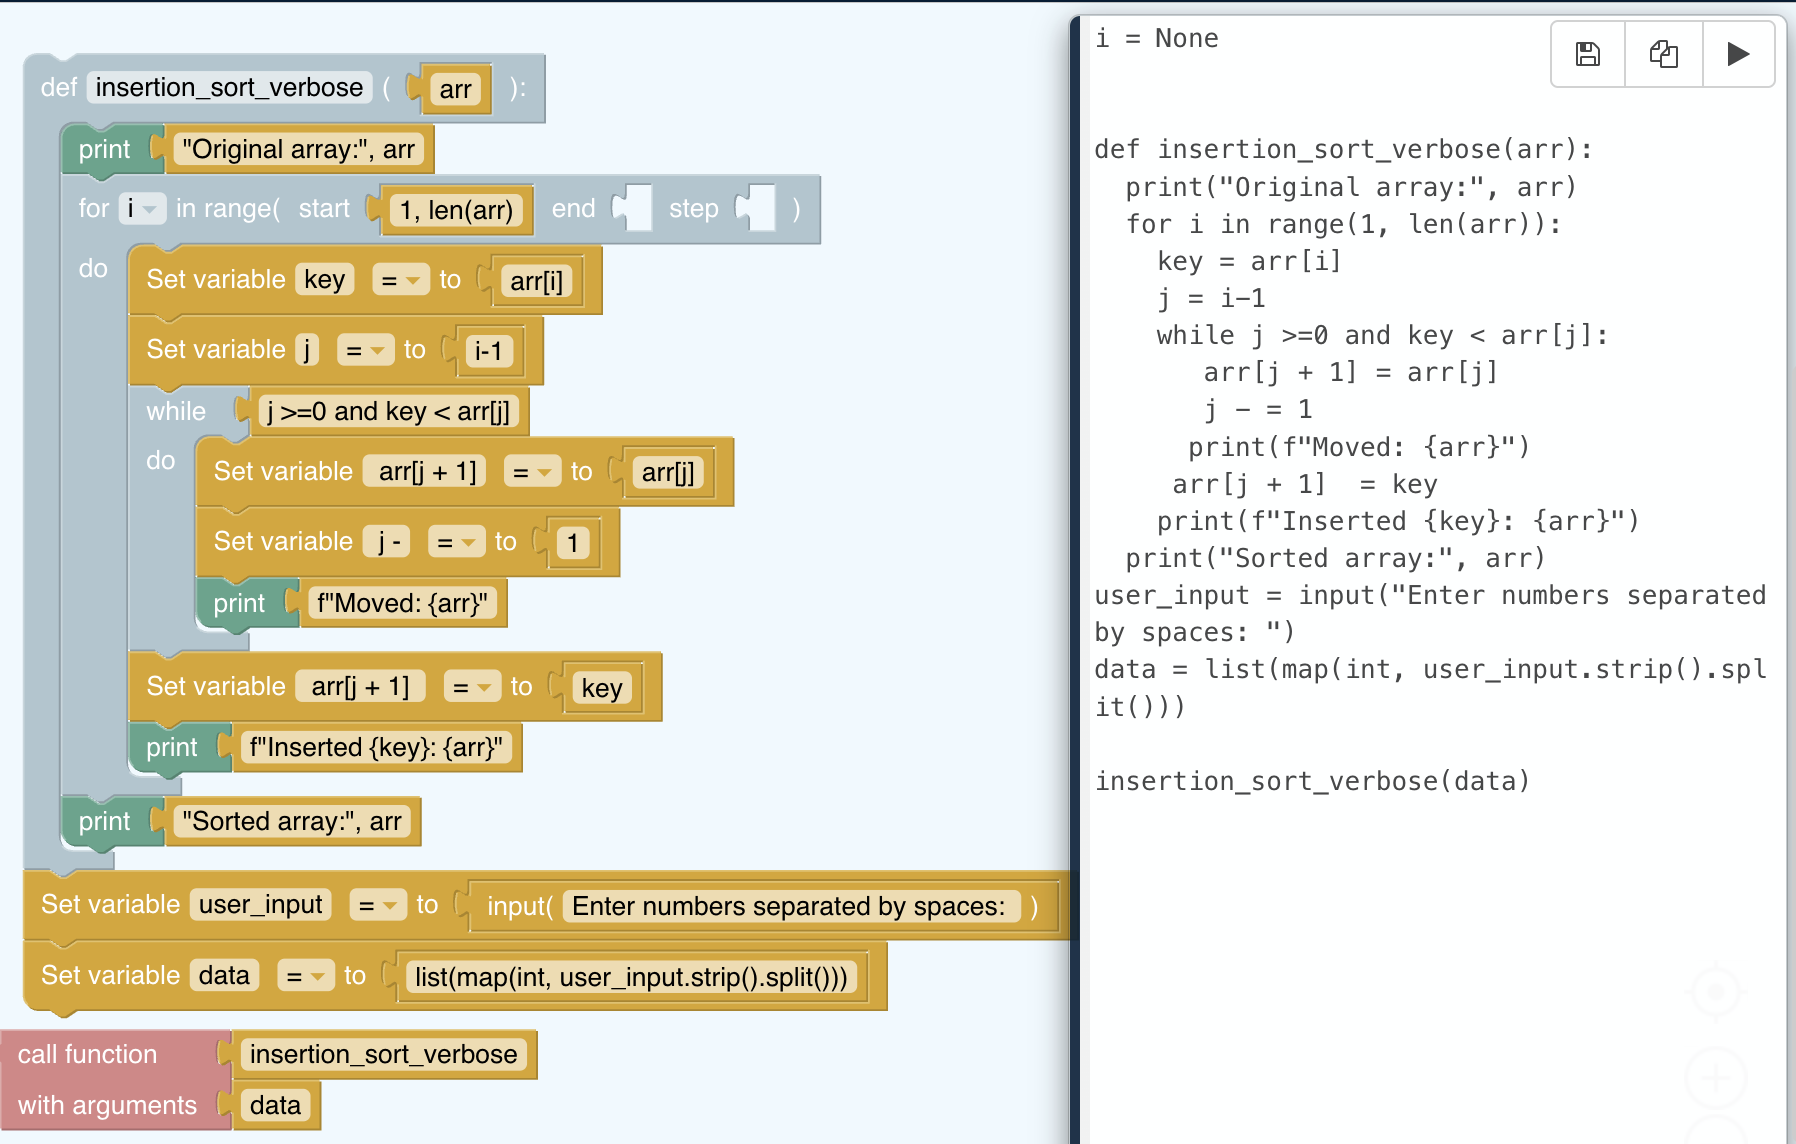 def insertion_sort_verbose ( arr ):
print "Original array:", arr
for i in range( start 1, len(arr) end step )
do Set variable key = to arr[i]
Set variable j = to i-1
while j >=0 and key < arr[j]
do Set variable arr[j + 1] = to arr[j]
Set variable j - = to 1
print f"Moved: {arr}"
Set variable arr[j + 1] = to key
print f"Inserted {key}: {arr}"
print "Sorted array:", arr
Set variable user_input = to input( Enter numbers separated by spaces: )
Set variable data = to list(map(int, user_input.strip().split()))
call function insertion_sort_verbose
with arguments data
i = None
def insertion_sort_verbose(arr):
  print("Original array:", arr)
  for i in range(1, len(arr)):
    key = arr[i]
    j = i-1
    while j >=0 and key < arr[j]:
       arr[j + 1] = arr[j]
       j - = 1
      print(f"Moved: {arr}")
     arr[j + 1]  = key
    print(f"Inserted {key}: {arr}")
  print("Sorted array:", arr)
user_input = input("Enter numbers separated
by spaces: ")
data = list(map(int, user_input.strip().spl
it()))
insertion_sort_verbose(data)